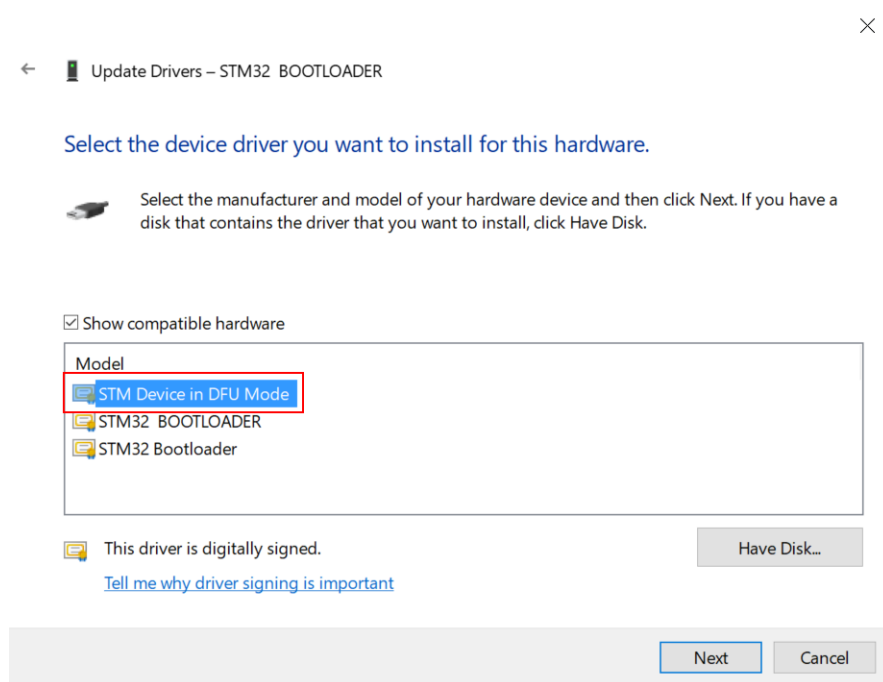 Update Drivers – STM32  BOOTLOADER
Select the device driver you want to install for this hardware.
Select the manufacturer and model of your hardware device and then click Next. If you have a
disk that contains the driver that you want to install, click Have Disk.
Show compatible hardware
Model
STM Device in DFU Mode
STM32  BOOTLOADER
STM32 Bootloader
This driver is digitally signed.
Have Disk...
Tell me why driver signing is important
Next
Cancel